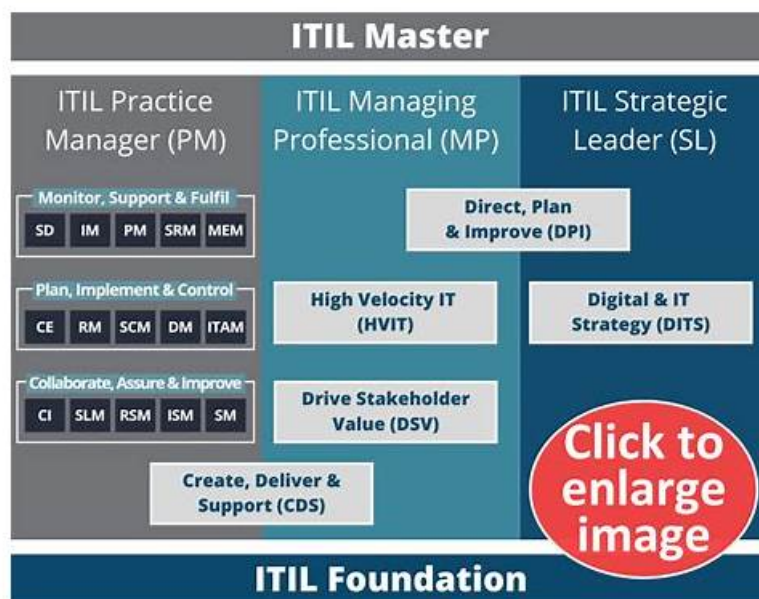 ITIL Master
ITIL Practice
Manager (PM)
ITIL Managing
Professional (MP)
ITIL Strategic
Leader (SL)
Monitor, Support & Fulfil
SD IM PM SRM MEM
Direct, Plan
& Improve (DPI)
Plan, Implement & Control
CE RM SCM DM ITAM
High Velocity IT
(HVIT)
Digital & IT
Strategy (DITS)
Collaborate, Assure & Improve
CI SLM RSM ISM SM
Drive Stakeholder
Value (DSV)
Create, Deliver &
Support (CDS)
Click to
enlarge
image
ITIL Foundation